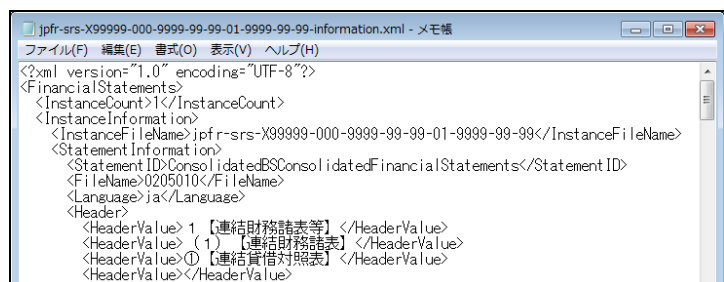 jpfr-srs-X99999-000-9999-99-99-01-9999-99-99-information.xml - メモ帳
ファイル(F) 編集(E) 書式(O) 表示(V) ヘルプ(H)
<?xml version="1.0" encoding="UTF-8"?>
<FinancialStatements>
<InstanceCount>1</InstanceCount>
<InstanceInformation>
<InstanceFileName>jpfr-srs-X99999-000-9999-99-99-01-9999-99-99</InstanceFileName>
<StatementInformation>
<StatementID>ConsolidatedBSConsolidatedFinancialStatements</StatementID>
<FileName>0205010</FileName>
<Language>ja</Language>
<Header>
<HeaderValue>１【連結財務諸表等】</HeaderValue>
<HeaderValue>（１）【連結財務諸表】</HeaderValue>
<HeaderValue>①【連結貸借対照表】</HeaderValue>
<HeaderValue></HeaderValue>